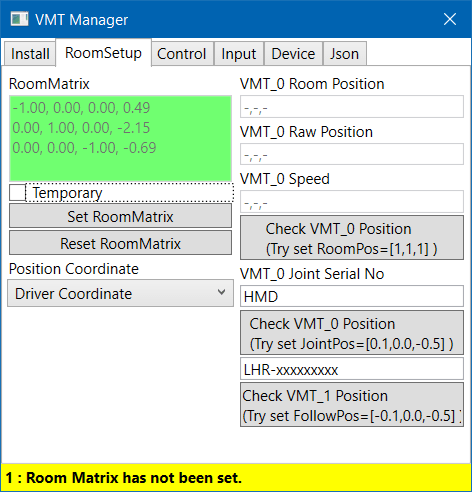 VMT Manager
Install RoomSetup Control Input Device Json
RoomMatrix
-1.00, 0.00, 0.00, 0.49
0.00, 1.00, 0.00, -2.15
0.00, 0.00, -1.00, -0.69
Temporary
Set RoomMatrix
Reset RoomMatrix
Position Coordinate
Driver Coordinate
VMT_0 Room Position
-,-,-
VMT_0 Raw Position
-,-,-
VMT_0 Speed
-,-,-
Check VMT_0 Position
(Try set RoomPos=[1,1,1] )
VMT_0 Joint Serial No
HMD
Check VMT_0 Position
(Try set JointPos=[0.1,0.0,-0.5] )
LHR-xxxxxxxxx
Check VMT_1 Position
(Try set FollowPos=[-0.1,0.0,-0.5] )
1 : Room Matrix has not been set.